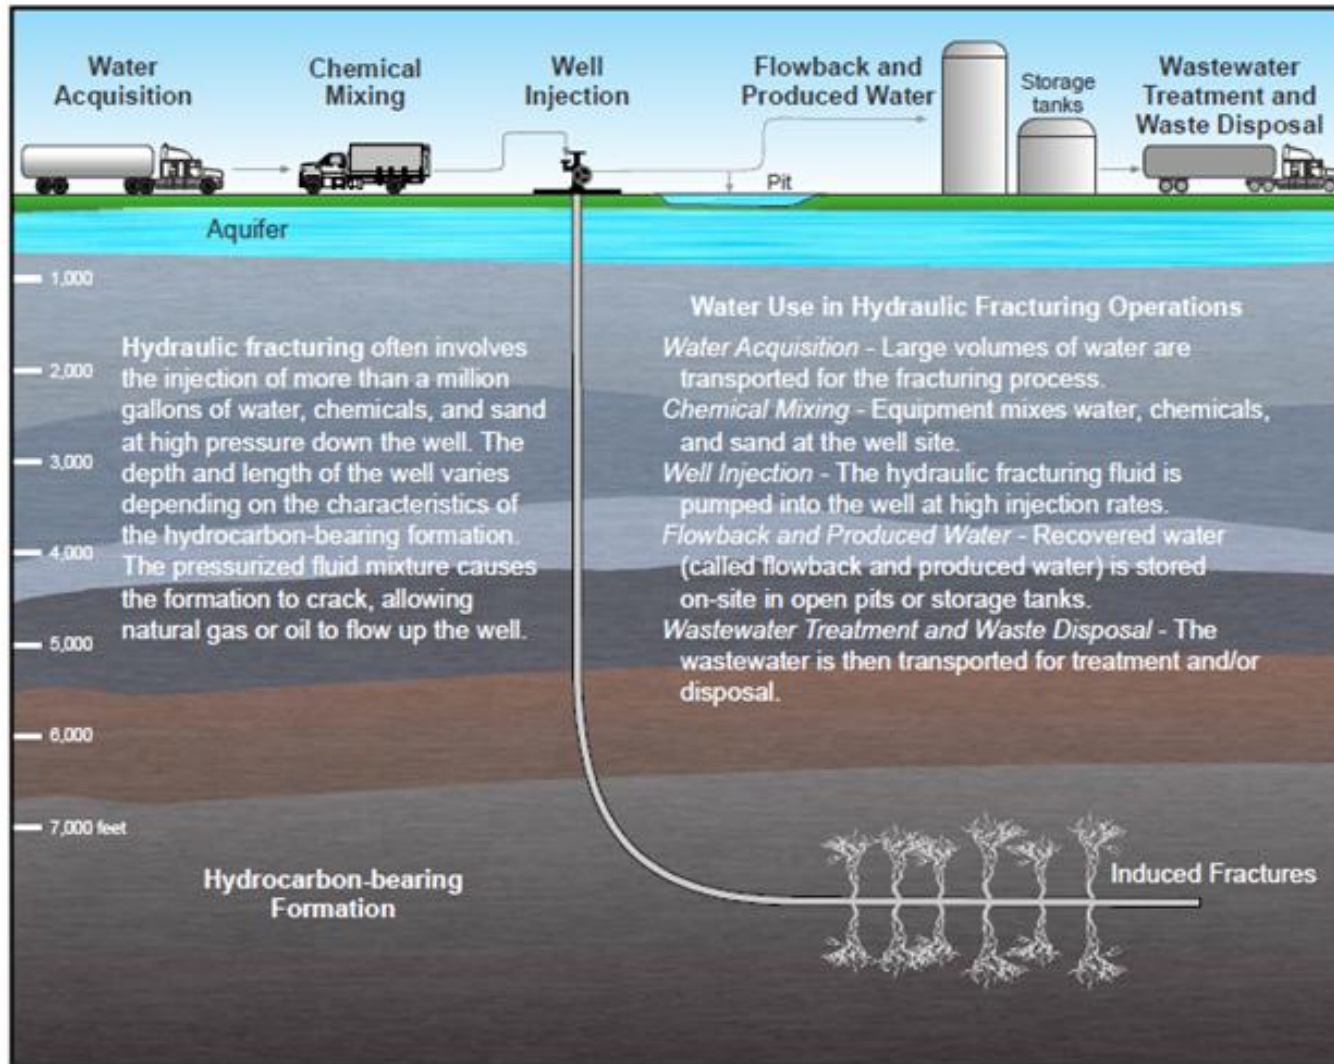 Water
Acquisition
Chemical
Mixing
Well
Injection
Flowback and
Produced Water
Storage
tanks
Wastewater
Treatment and
Waste Disposal
Pit
Aquifer
1,000
2,000
3,000
4,000
5,000
6,000
7,000 feet
Hydraulic fracturing often involves
the injection of more than a million
gallons of water, chemicals, and sand
at high pressure down the well. The
depth and length of the well varies
depending on the characteristics of
the hydrocarbon-bearing formation.
The pressurized fluid mixture causes
the formation to crack, allowing
natural gas or oil to flow up the well.
Water Use in Hydraulic Fracturing Operations
Water Acquisition - Large volumes of water are
transported for the fracturing process.
Chemical Mixing - Equipment mixes water, chemicals,
and sand at the well site.
Well Injection - The hydraulic fracturing fluid is
pumped into the well at high injection rates.
Flowback and Produced Water - Recovered water
(called flowback and produced water) is stored
on-site in open pits or storage tanks.
Wastewater Treatment and Waste Disposal - The
wastewater is then transported for treatment and/or
disposal.
Hydrocarbon-bearing
Formation
Induced Fractures